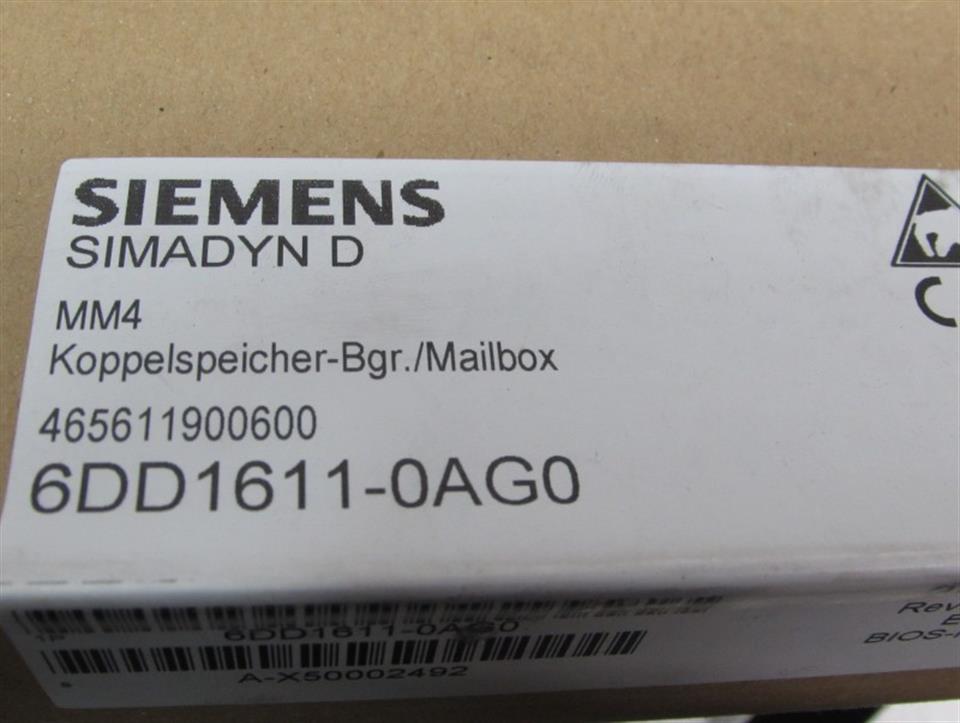 SIEMENS
SIMADYN D
MM4
Koppelspeicher-Bgr./Mailbox
465611900600
6DD1611-0AG0
6DD1611-0AG0
A-X50002492